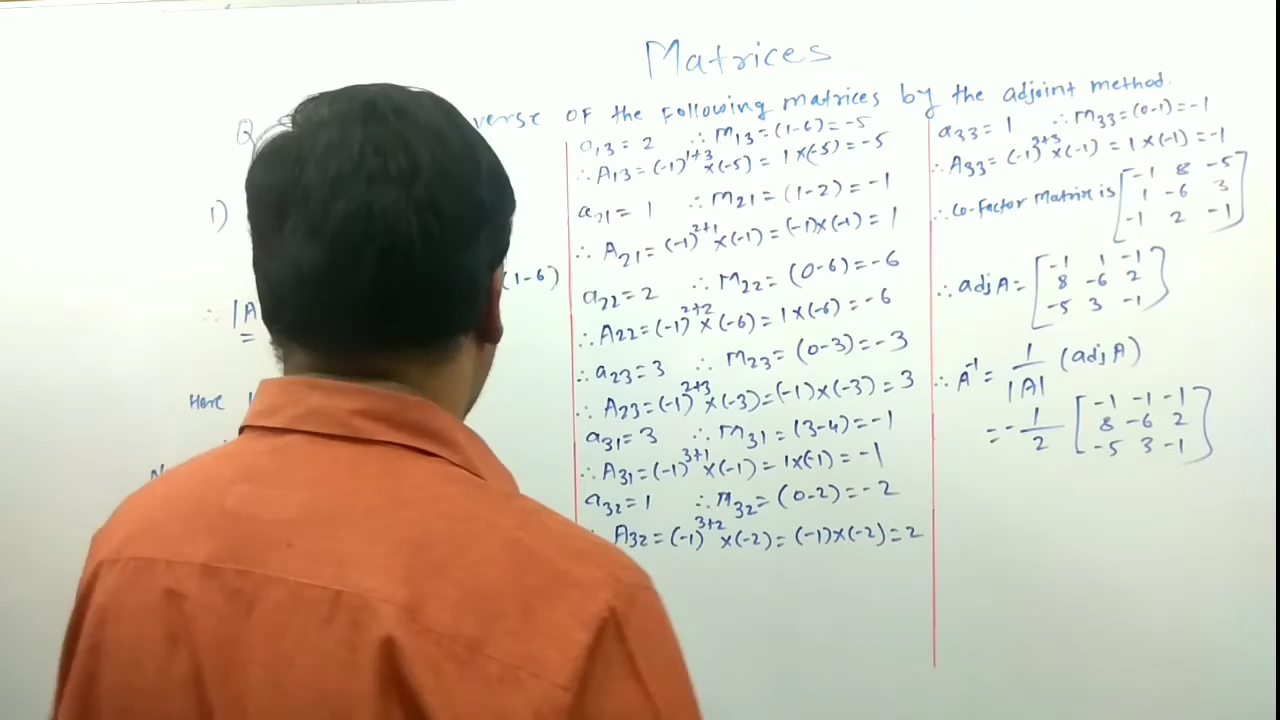 Matrices
Q verse OF the Following matrices by the adjoint method.
1)
(1-6)
∴ |A
Here
a13 = 2 ∴ M13 = (1-6) = -5
∴ A13 = (-1)^1+3 × (-5) = 1 × (-5) = -5
a21 = 1 ∴ M21 = (1-2) = -1
∴ A21 = (-1)^2+1 × (-1) = (-1)×(-1) = 1
a22 = 2 ∴ M22 = (0-6) = -6
∴ A22 = (-1)^2+2 × (-6) = 1 × (-6) = -6
∴ a23 = 3 ∴ M23 = (0-3) = -3
∴ A23 = (-1)^2+3 × (-3) = (-1)×(-3) = 3
a31 = 3 ∴ M31 = (3-4) = -1
∴ A31 = (-1)^3+1 × (-1) = 1×(-1) = -1
a32 = 1 ∴ M32 = (0-2) = -2
A32 = (-1)^3+2 × (-2) = (-1)×(-2) = 2
a33 = 1 ∴ M33 = (0-1) = -1
∴ A33 = (-1)^3+3 × (-1) = 1 × (-1) = -1
∴ Co-Factor Matrix is [-1 8 -5
1 -6 3
-1 2 -1]
∴ adj A = [-1 1 -1
8 -6 2
-5 3 -1]
∴ A^-1 = 1/|A| (adj A)
= -1/2 [-1 -1 -1
8 -6 2
-5 3 -1]